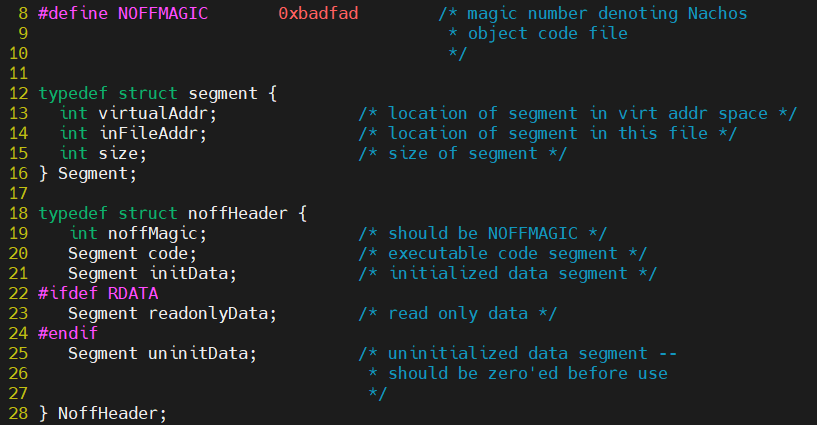 8 #define NOFFMAGIC       0xbadfad        /* magic number denoting Nachos
9                                          * object code file
10                                          */
11
12 typedef struct segment {
13   int virtualAddr;              /* location of segment in virt addr space */
14   int inFileAddr;               /* location of segment in this file */
15   int size;                     /* size of segment */
16 } Segment;
17
18 typedef struct noffHeader {
19    int noffMagic;               /* should be NOFFMAGIC */
20    Segment code;                /* executable code segment */
21    Segment initData;            /* initialized data segment */
22 #ifdef RDATA
23    Segment readonlyData;        /* read only data */
24 #endif
25    Segment uninitData;          /* uninitialized data segment --
26                                  * should be zero'ed before use
27                                  */
28 } NoffHeader;